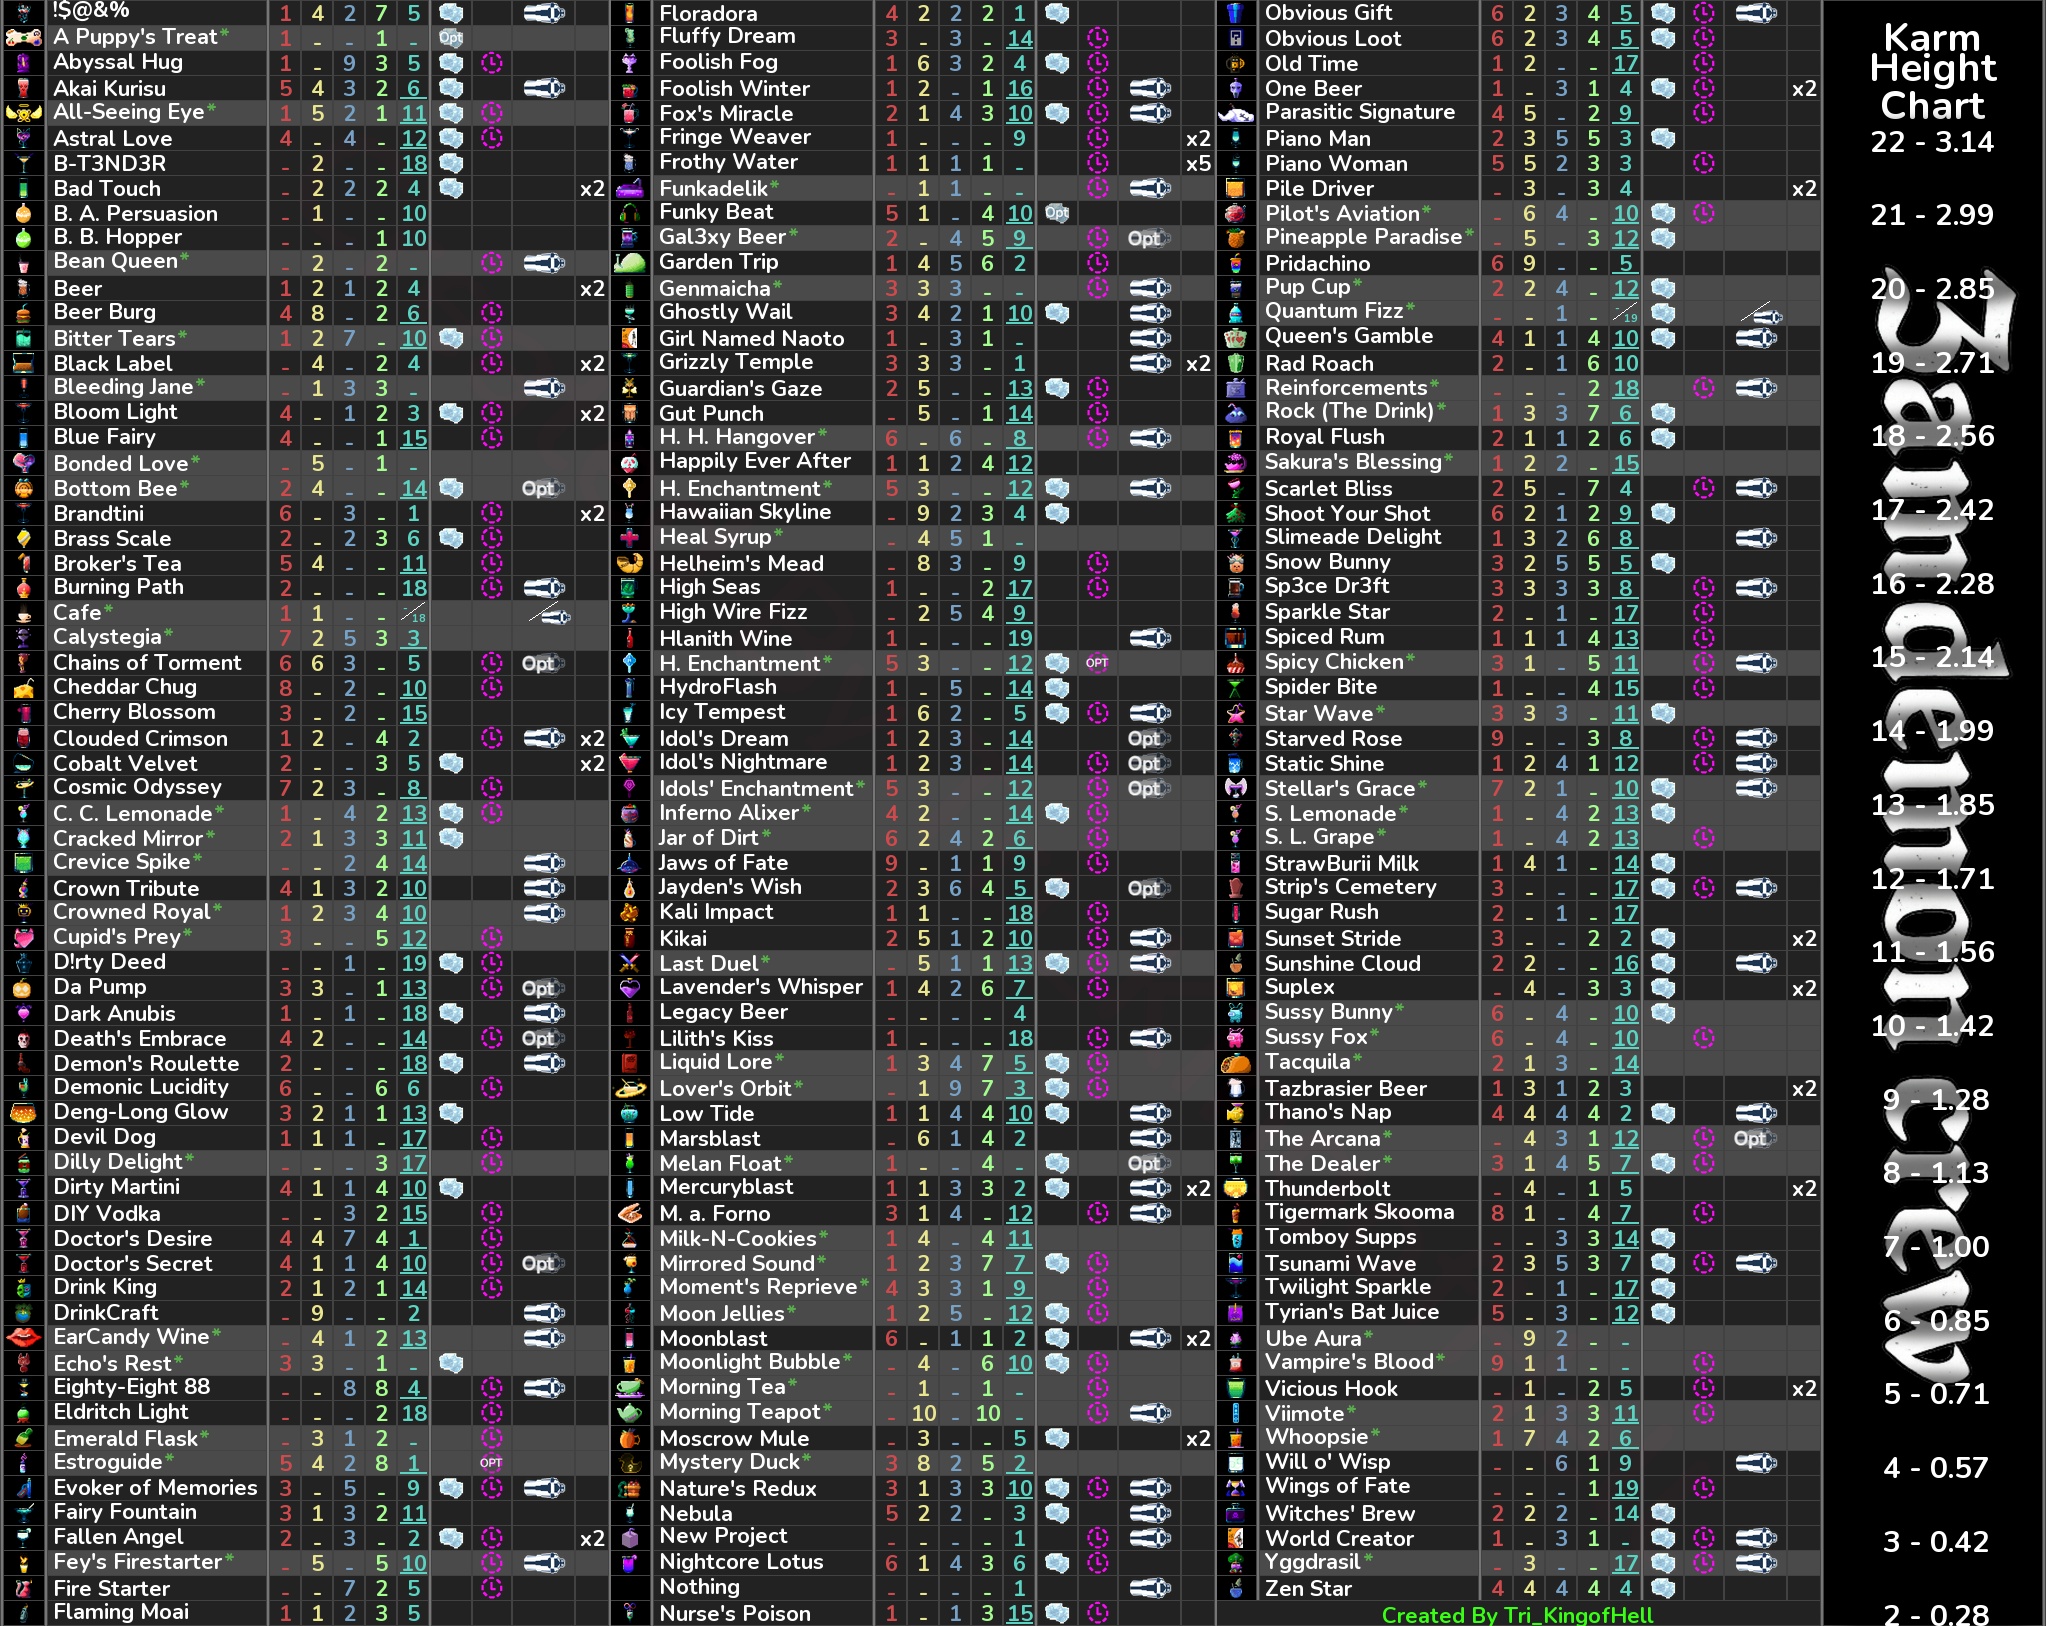 !$@&% 1 4 2 7 5
A Puppy's Treat* 1 - - 1 - Opt
Abyssal Hug 1 - 9 3 5
Akai Kurisu 5 4 3 2 6
All-Seeing Eye* 1 5 2 1 11
Astral Love 4 - 4 - 12
B-T3ND3R - 2 - - 18
Bad Touch - 2 2 2 4 x2
B. A. Persuasion - 1 - - 10
B. B. Hopper - - - 1 10
Bean Queen* - 2 - 2 -
Beer 1 2 1 2 4 x2
Beer Burg 4 8 - 2 6
Bitter Tears* 1 2 7 - 10
Black Label - 4 - 2 4 x2
Bleeding Jane* - 1 3 3 -
Bloom Light 4 - 1 2 3 x2
Blue Fairy 4 - - 1 15
Bonded Love* - 5 - 1 -
Bottom Bee* 2 4 - - 14 Opt
Brandtini 6 - 3 - 1 x2
Brass Scale 2 - 2 3 6
Broker's Tea 5 4 - - 11
Burning Path 2 - - - 18
Cafe* 1 1 - - -/18
Calystegia* 7 2 5 3 3
Chains of Torment 6 6 3 - 5 Opt
Cheddar Chug 8 - 2 - 10
Cherry Blossom 3 - 2 - 15
Clouded Crimson 1 2 - 4 2 x2
Cobalt Velvet 2 - - 3 5 x2
Cosmic Odyssey 7 2 3 - 8
C. C. Lemonade* 1 - 4 2 13
Cracked Mirror* 2 1 3 3 11
Crevice Spike* - - 2 4 14
Crown Tribute 4 1 3 2 10
Crowned Royal* 1 2 3 4 10
Cupid's Prey* 3 - - 5 12
D!rty Deed - - 1 - 19
Da Pump 3 3 - 1 13 Opt
Dark Anubis 1 - 1 - 18
Death's Embrace 4 2 - - 14 Opt
Demon's Roulette 2 - - - 18
Demonic Lucidity 6 - - 6 6
Deng-Long Glow 3 2 1 1 13
Devil Dog 1 1 1 - 17
Dilly Delight* - - - 3 17
Dirty Martini 4 1 1 4 10
DIY Vodka - - 3 2 15
Doctor's Desire 4 4 7 4 1
Doctor's Secret 4 1 1 4 10 Opt
Drink King 2 1 2 1 14
DrinkCraft - 9 - - 2
EarCandy Wine* - 4 1 2 13
Echo's Rest* 3 3 - 1 -
Eighty-Eight 88 - - 8 8 4
Eldritch Light - - - 2 18
Emerald Flask* - 3 1 2 -
Estroguide* 5 4 2 8 1 OPT
Evoker of Memories 3 - 5 - 9
Fairy Fountain 3 1 3 2 11
Fallen Angel 2 - 3 - 2 x2
Fey's Firestarter* - 5 - 5 10
Fire Starter - - 7 2 5
Flaming Moai 1 1 2 3 5
Floradora 4 2 2 2 1
Fluffy Dream 3 - 3 - 14
Foolish Fog 1 6 3 2 4
Foolish Winter 1 2 - 1 16
Fox's Miracle 2 1 4 3 10
Fringe Weaver 1 - - - 9 x2
Frothy Water 1 1 1 1 - x5
Funkadelik* - 1 1 - -
Funky Beat 5 1 - 4 10 Opt
Gal3xy Beer* 2 - 4 5 9 Opt
Garden Trip 1 4 5 6 2
Genmaicha* 3 3 3 - -
Ghostly Wail 3 4 2 1 10
Girl Named Naoto 1 - 3 1 -
Grizzly Temple 3 3 3 - 1 x2
Guardian's Gaze 2 5 - - 13
Gut Punch - 5 - 1 14
H. H. Hangover* 6 - 6 - 8
Happily Ever After 1 1 2 4 12
H. Enchantment* 5 3 - - 12
Hawaiian Skyline - 9 2 3 4
Heal Syrup* - 4 5 1 -
Helheim's Mead - 8 3 - 9
High Seas 1 - - 2 17
High Wire Fizz - 2 5 4 9
Hlanith Wine 1 - - - 19
H. Enchantment* 5 3 - - 12 OPT
HydroFlash 1 - 5 - 14
Icy Tempest 1 6 2 - 5
Idol's Dream 1 2 3 - 14 Opt
Idol's Nightmare 1 2 3 - 14 Opt
Idols' Enchantment* 5 3 - - 12 Opt
Inferno Alixer* 4 2 - - 14
Jar of Dirt* 6 2 4 2 6
Jaws of Fate 9 - 1 1 9
Jayden's Wish 2 3 6 4 5 Opt
Kali Impact 1 1 - - 18
Kikai 2 5 1 2 10
Last Duel* - 5 1 1 13
Lavender's Whisper 1 4 2 6 7
Legacy Beer - - - - 4
Lilith's Kiss 1 - - - 18
Liquid Lore* 1 3 4 7 5
Lover's Orbit* - 1 9 7 3
Low Tide 1 1 4 4 10
Marsblast - 6 1 4 2
Melan Float* 1 - - 4 - Opt
Mercuryblast 1 1 3 3 2 x2
M. a. Forno 3 1 4 - 12
Milk-N-Cookies* 1 4 - 4 11
Mirrored Sound* 1 2 3 7 7
Moment's Reprieve* 4 3 3 1 9
Moon Jellies* 1 2 5 - 12
Moonblast 6 - 1 1 2 x2
Moonlight Bubble* - 4 - 6 10
Morning Tea* - 1 - 1 -
Morning Teapot* - 10 - 10 -
Moscrow Mule - 3 - - 5 x2
Mystery Duck* 3 8 2 5 2
Nature's Redux 3 1 3 3 10
Nebula 5 2 2 - 3
New Project - - - - 1
Nightcore Lotus 6 1 4 3 6
Nothing - - - - 1
Nurse's Poison 1 - 1 3 15
Obvious Gift 6 2 3 4 5
Obvious Loot 6 2 3 4 5
Old Time 1 2 - - 17
One Beer 1 - 3 1 4 x2
Parasitic Signature 4 5 - 2 9
Piano Man 2 3 5 5 3
Piano Woman 5 5 2 3 3
Pile Driver - 3 - 3 4 x2
Pilot's Aviation* - 6 4 - 10
Pineapple Paradise* - 5 - 3 12
Pridachino 6 9 - - 5
Pup Cup* 2 2 4 - 12
Quantum Fizz* - - 1 - -/19
Queen's Gamble 4 1 1 4 10
Rad Roach 2 - 1 6 10
Reinforcements* - - - 2 18
Rock (The Drink)* 1 3 3 7 6
Royal Flush 2 1 1 2 6
Sakura's Blessing* 1 2 2 - 15
Scarlet Bliss 2 5 - 7 4
Shoot Your Shot 6 2 1 2 9
Slimeade Delight 1 3 2 6 8
Snow Bunny 3 2 5 5 5
Sp3ce Dr3ft 3 3 3 3 8
Sparkle Star 2 - 1 - 17
Spiced Rum 1 1 1 4 13
Spicy Chicken* 3 1 - 5 11
Spider Bite 1 - - 4 15
Star Wave* 3 3 3 - 11
Starved Rose 9 - - 3 8
Static Shine 1 2 4 1 12
Stellar's Grace* 7 2 1 - 10
S. Lemonade* 1 - 4 2 13
S. L. Grape* 1 - 4 2 13
StrawBurii Milk 1 4 1 - 14
Strip's Cemetery 3 - - - 17
Sugar Rush 2 - 1 - 17
Sunset Stride 3 - - 2 2 x2
Sunshine Cloud 2 2 - - 16
Suplex - 4 - 3 3 x2
Sussy Bunny* 6 - 4 - 10
Sussy Fox* 6 - 4 - 10
Tacquila* 2 1 3 - 14
Tazbrasier Beer 1 3 1 2 3 x2
Thano's Nap 4 4 4 4 2
The Arcana* - 4 3 1 12 Opt
The Dealer* 3 1 4 5 7
Thunderbolt - 4 - 1 5 x2
Tigermark Skooma 8 1 - 4 7
Tomboy Supps - - 3 3 14
Tsunami Wave 2 3 5 3 7
Twilight Sparkle 2 - 1 - 17
Tyrian's Bat Juice 5 - 3 - 12
Ube Aura* - 9 2 - -
Vampire's Blood* 9 1 1 - -
Vicious Hook - 1 - 2 5 x2
Viimote* 2 1 3 3 11
Whoopsie* 1 7 4 2 6
Will o' Wisp - - 6 1 9
Wings of Fate - - - 1 19
Witches' Brew 2 2 2 - 14
World Creator 1 - 3 1 -
Yggdrasil* - 3 - - 17
Zen Star 4 4 4 4 4
Created By Tri_KingofHell
Karm
Height
Chart
22 - 3.14
21 - 2.99
20 - 2.85
19 - 2.71
18 - 2.56
17 - 2.42
16 - 2.28
15 - 2.14
14 - 1.99
13 - 1.85
12 - 1.71
11 - 1.56
10 - 1.42
9 - 1.28
8 - 1.13
7 - 1.00
6 - 0.85
5 - 0.71
4 - 0.57
3 - 0.42
2 - 0.28
3aindemon Crew